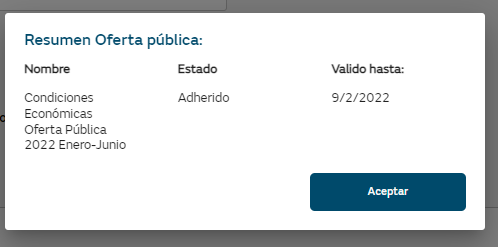 Resumen Oferta pública:
Nombre Estado Valido hasta:
Condiciones Adherido 9/2/2022
Económicas
Oferta Pública
2022 Enero-Junio
Aceptar